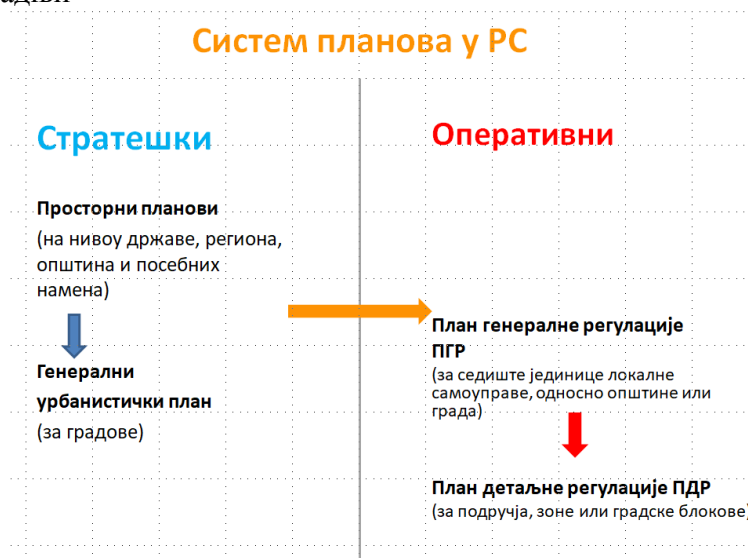 Систем планова у РС
Стратешки
Просторни планови
(на нивоу државе, региона,
општина и посебних
намена)
Генерални
урбанистички план
(за градове)
Оперативни
План генералне регулације
ПГР
(за седиште јединице локалне
самоуправе, односно општине или
града)
План детаљне регулације ПДР
(за подручја, зоне или градске блокове)